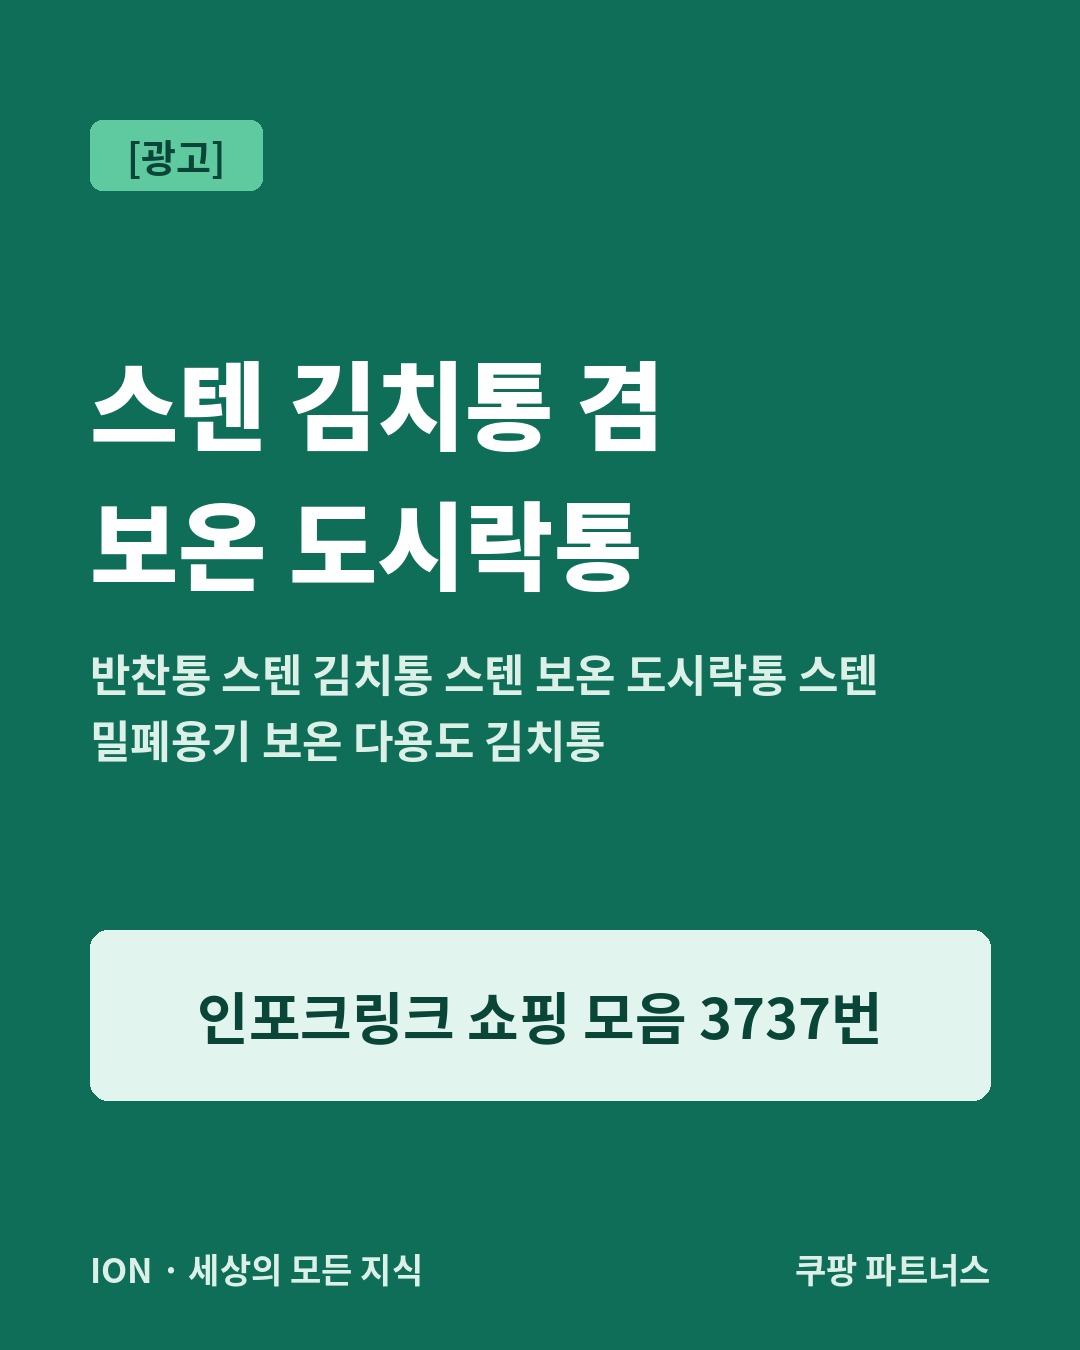 [광고]
스텐 김치통 겸
보온 도시락통
반찬통 스텐 김치통 스텐 보온 도시락통 스텐
밀폐용기 보온 다용도 김치통
인포크링크 쇼핑 모음 3737번
ION · 세상의 모든 지식
쿠팡 파트너스